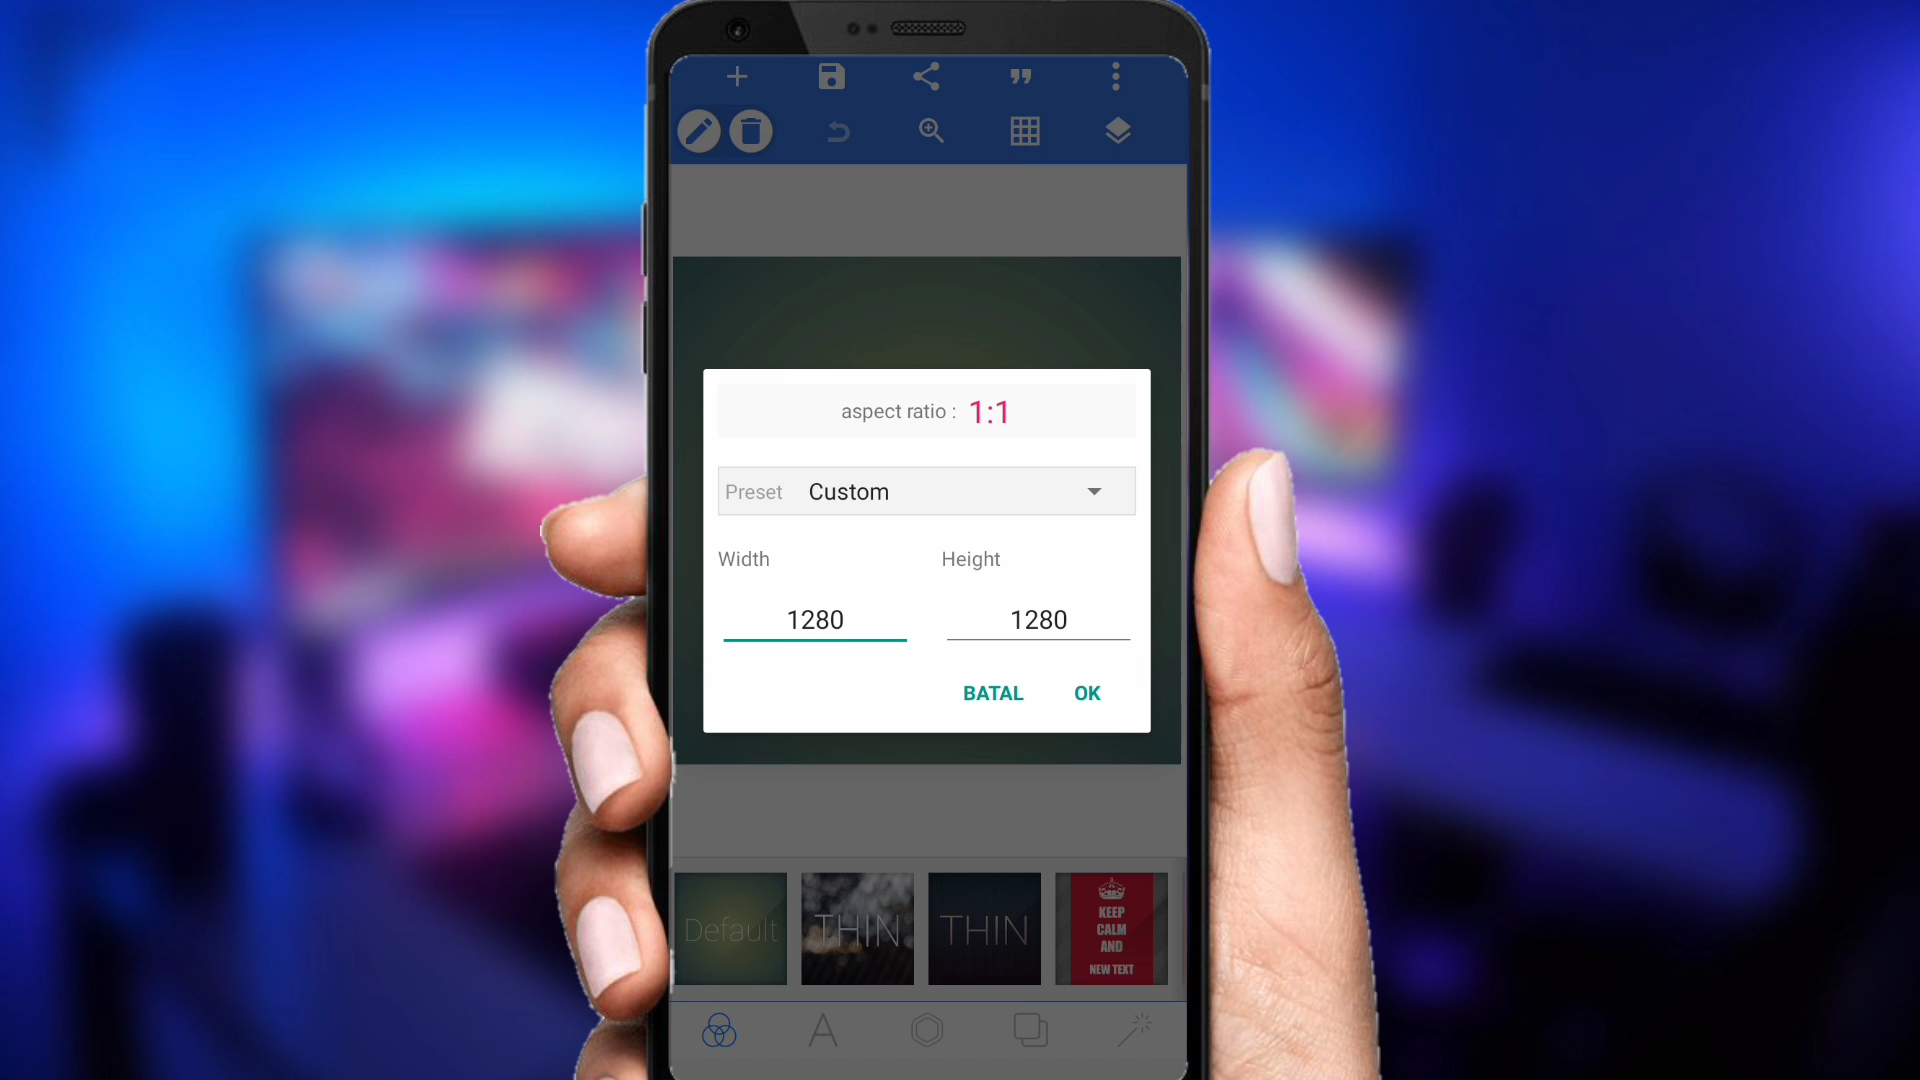 aspect ratio : 1:1
Preset Custom
Width Height
1280 1280
BATAL OK
Default THIN THIN KEEP
CALM
AND
NEW TEXT